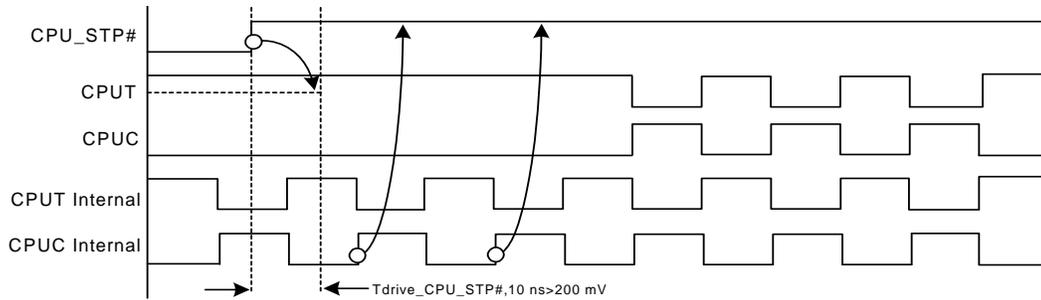 CPU_STP#
CPUT
CPUC
CPUT Internal
CPUC Internal
Tdrive_CPU_STP#,10 ns>200 mV